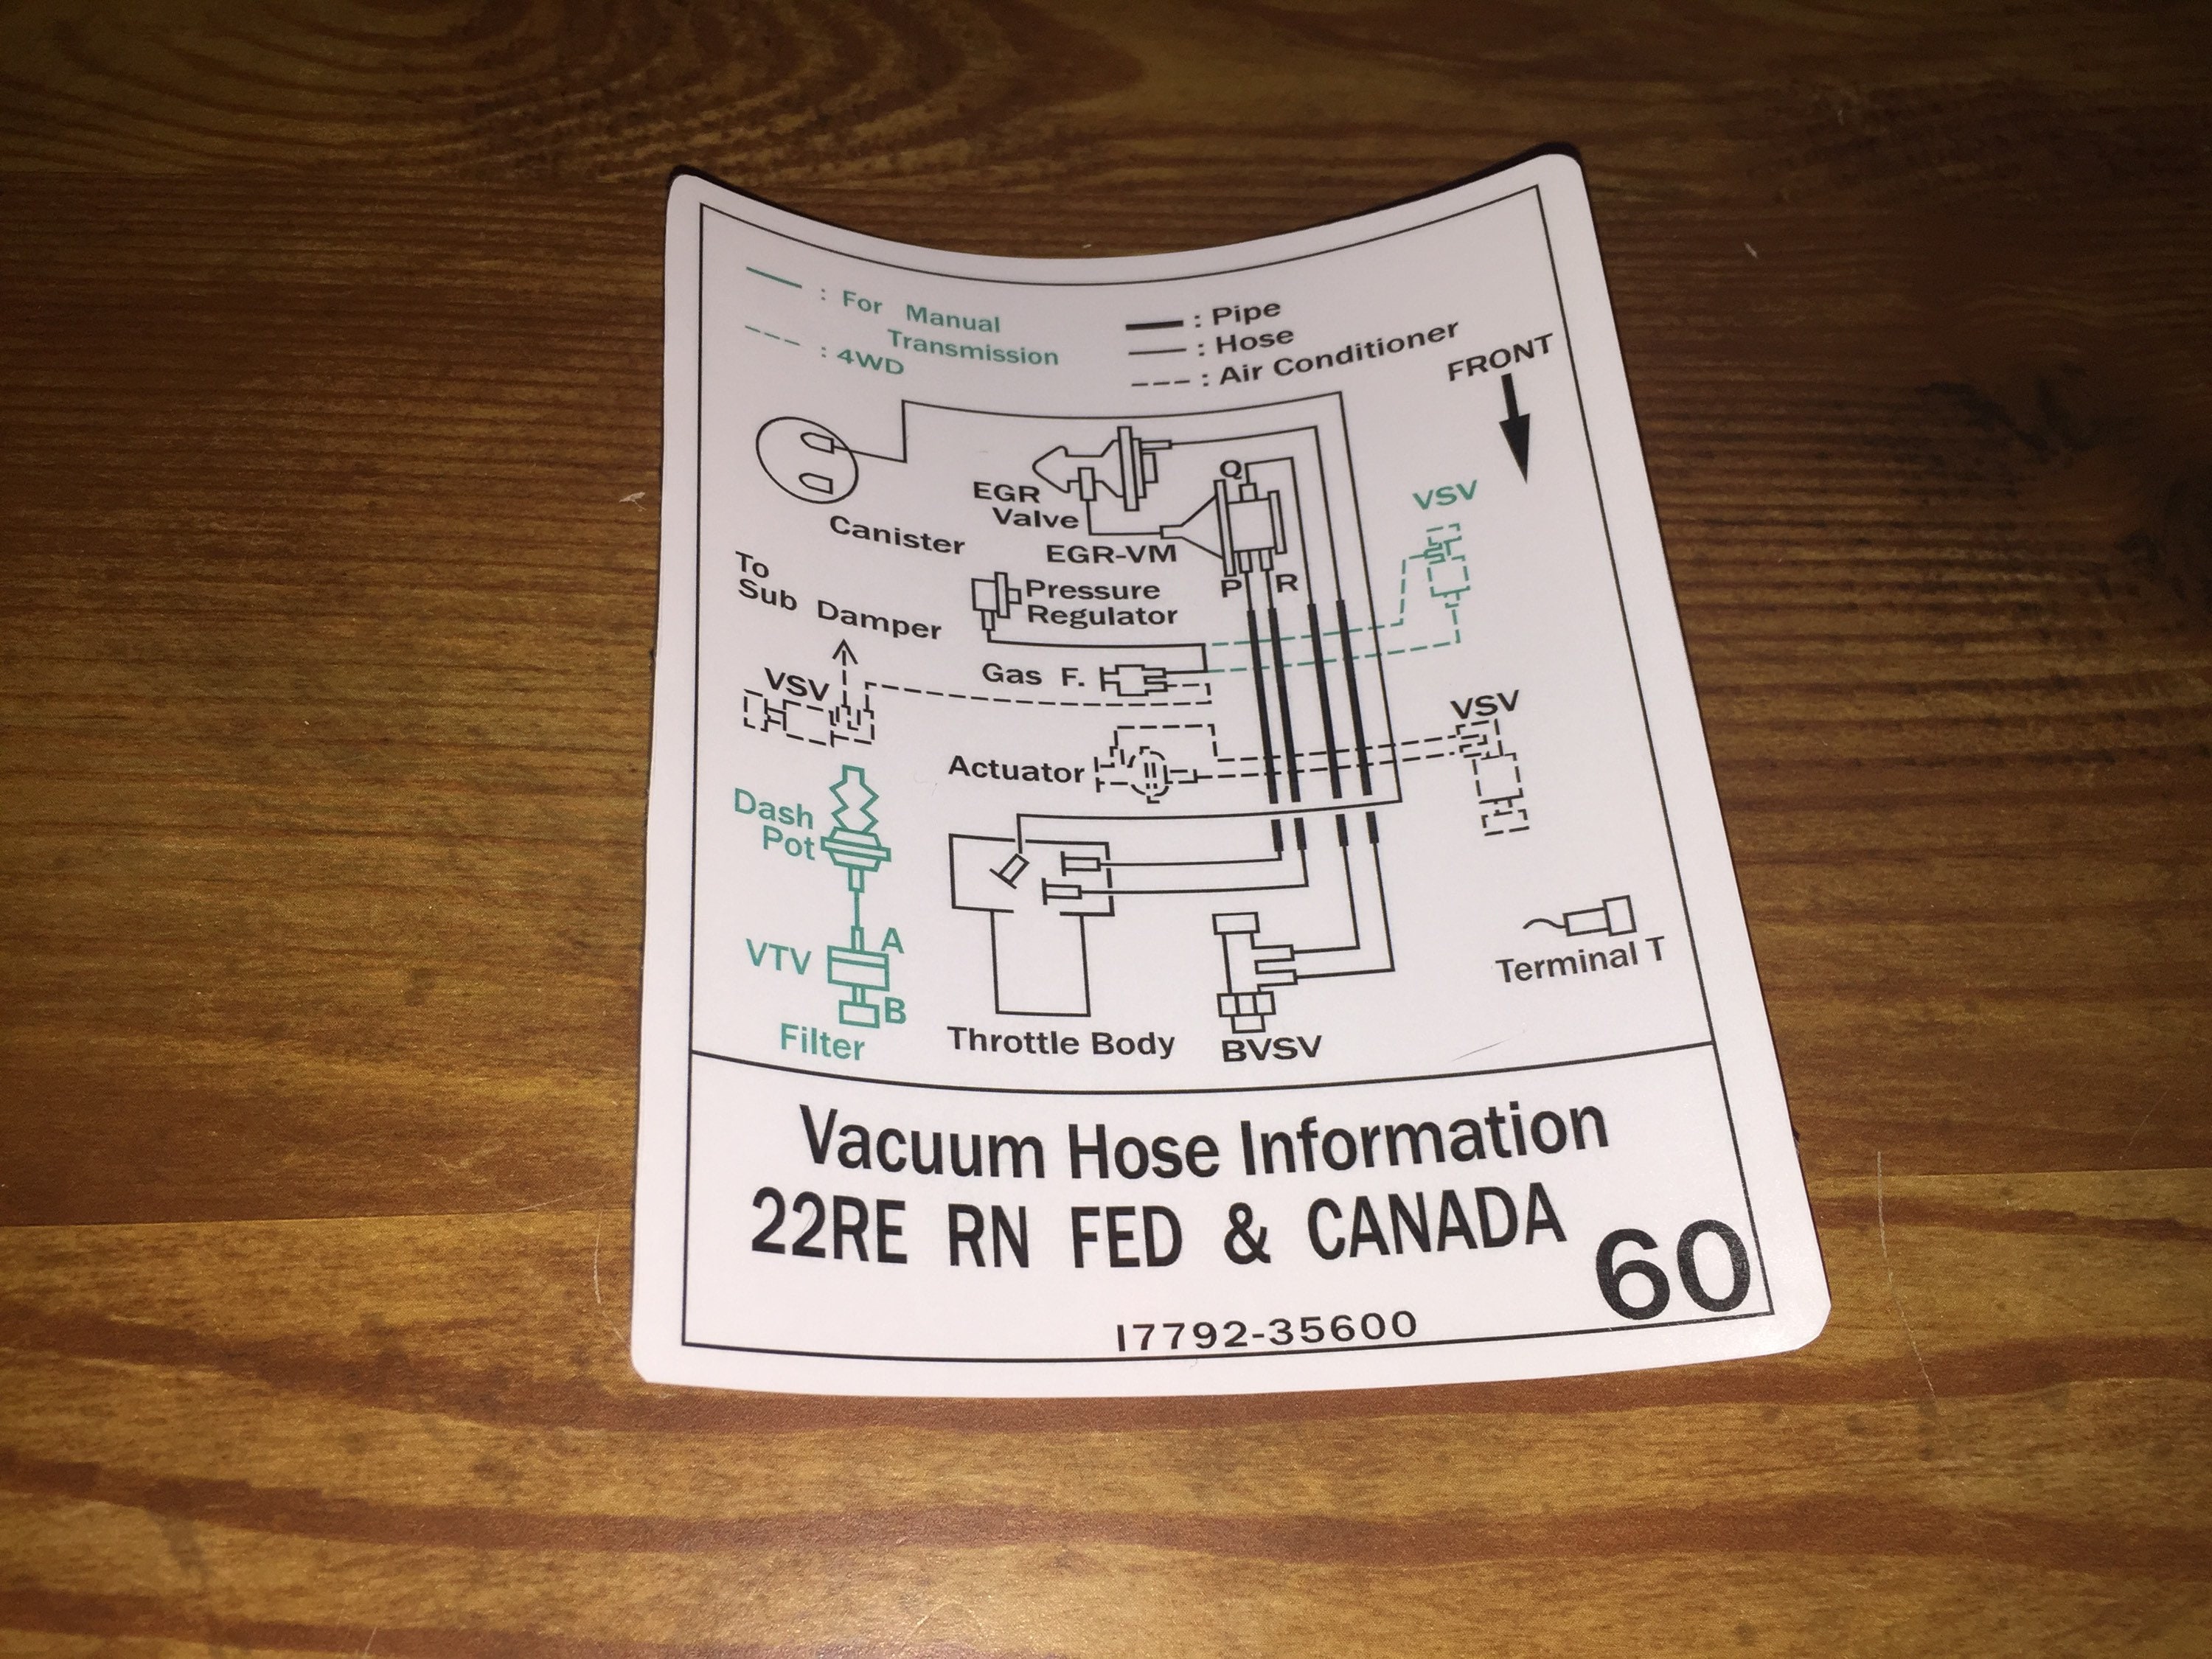 — : For Manual
Transmission
--- : 4WD
— : Pipe
— : Hose
--- : Air Conditioner
FRONT
Canister
EGR
Valve
Q
EGR-VM
P R
VSV
To
Sub Damper
Pressure
Regulator
Gas F.
VSV
VSV
Actuator
Dash
Pot
A
VTV
B
Filter
Throttle Body
BVSV
Terminal T
Vacuum Hose Information
22RE RN FED & CANADA
60
17792-35600